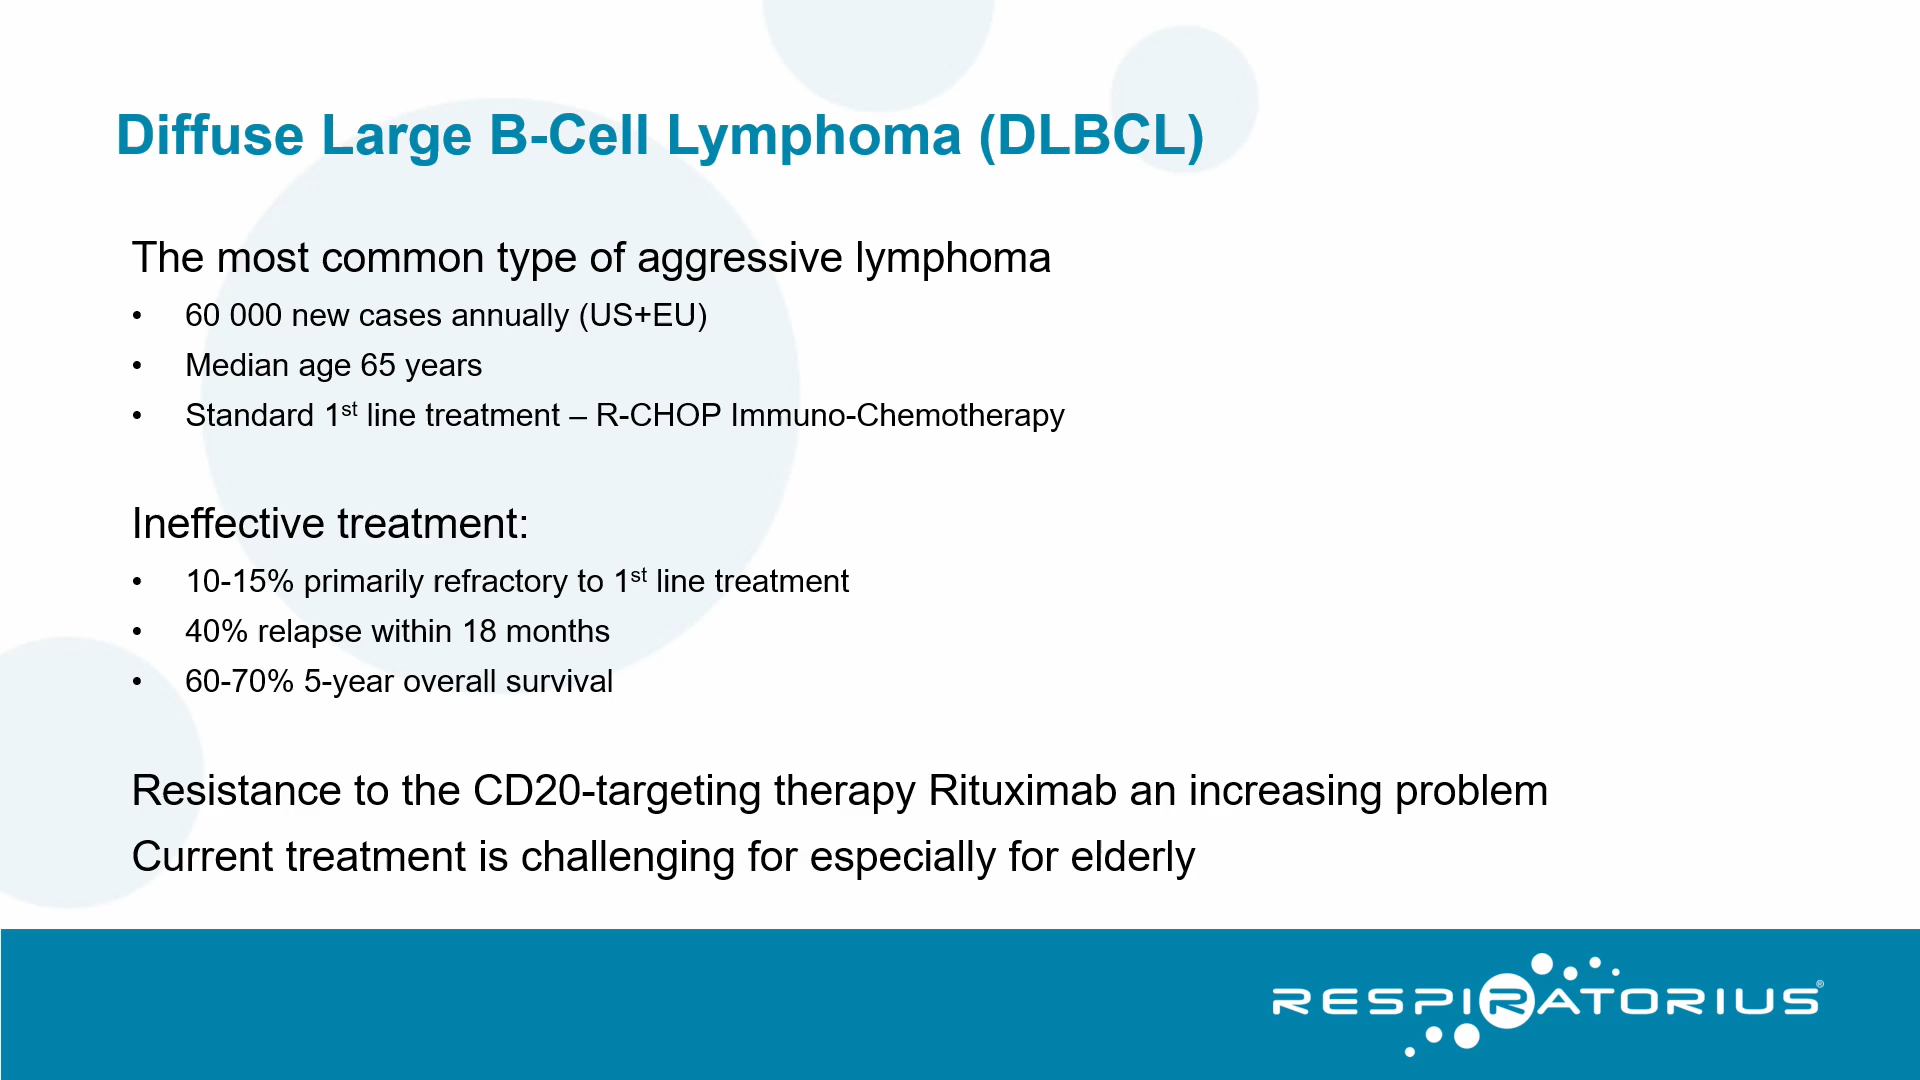 Diffuse Large B-Cell Lymphoma (DLBCL)
The most common type of aggressive lymphoma
• 60 000 new cases annually (US+EU)
• Median age 65 years
• Standard 1st line treatment – R-CHOP Immuno-Chemotherapy
Ineffective treatment:
• 10-15% primarily refractory to 1st line treatment
• 40% relapse within 18 months
• 60-70% 5-year overall survival
Resistance to the CD20-targeting therapy Rituximab an increasing problem
Current treatment is challenging for especially for elderly
RESPIRATORIUS®